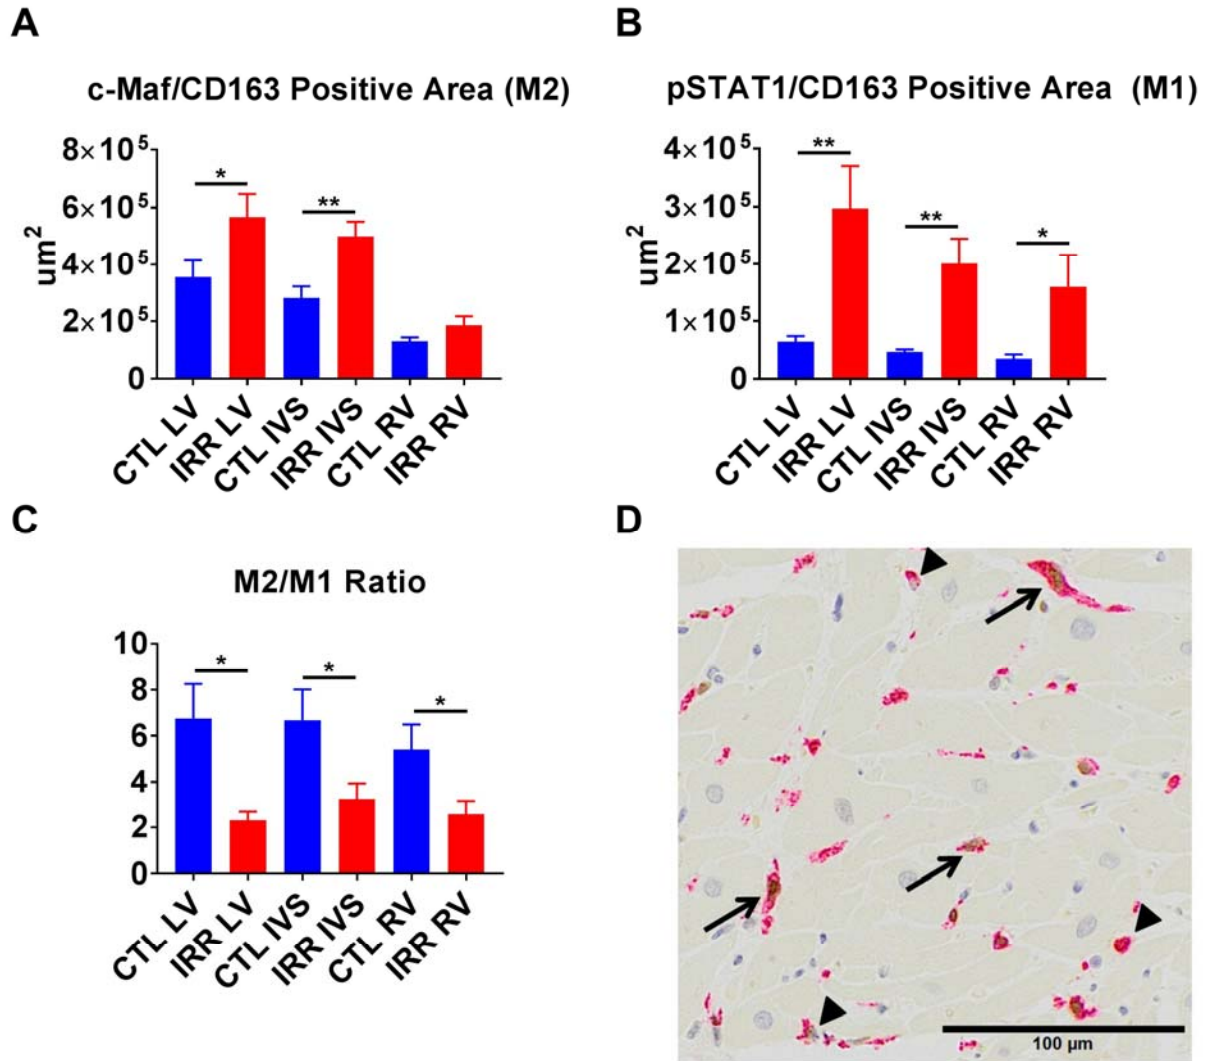 A
c-Maf/CD163 Positive Area (M2)
8×10⁵
6×10⁵
4×10⁵
2×10⁵
0
um²
*
**
CTL LV
IRR LV
CTL IVS
IRR IVS
CTL RV
IRR RV
B
pSTAT1/CD163 Positive Area (M1)
4×10⁵
3×10⁵
2×10⁵
1×10⁵
0
um²
**
**
*
CTL LV
IRR LV
CTL IVS
IRR IVS
CTL RV
IRR RV
C
M2/M1 Ratio
10
8
6
4
2
0
*
*
*
CTL LV
IRR LV
CTL IVS
IRR IVS
CTL RV
IRR RV
D
100 µm